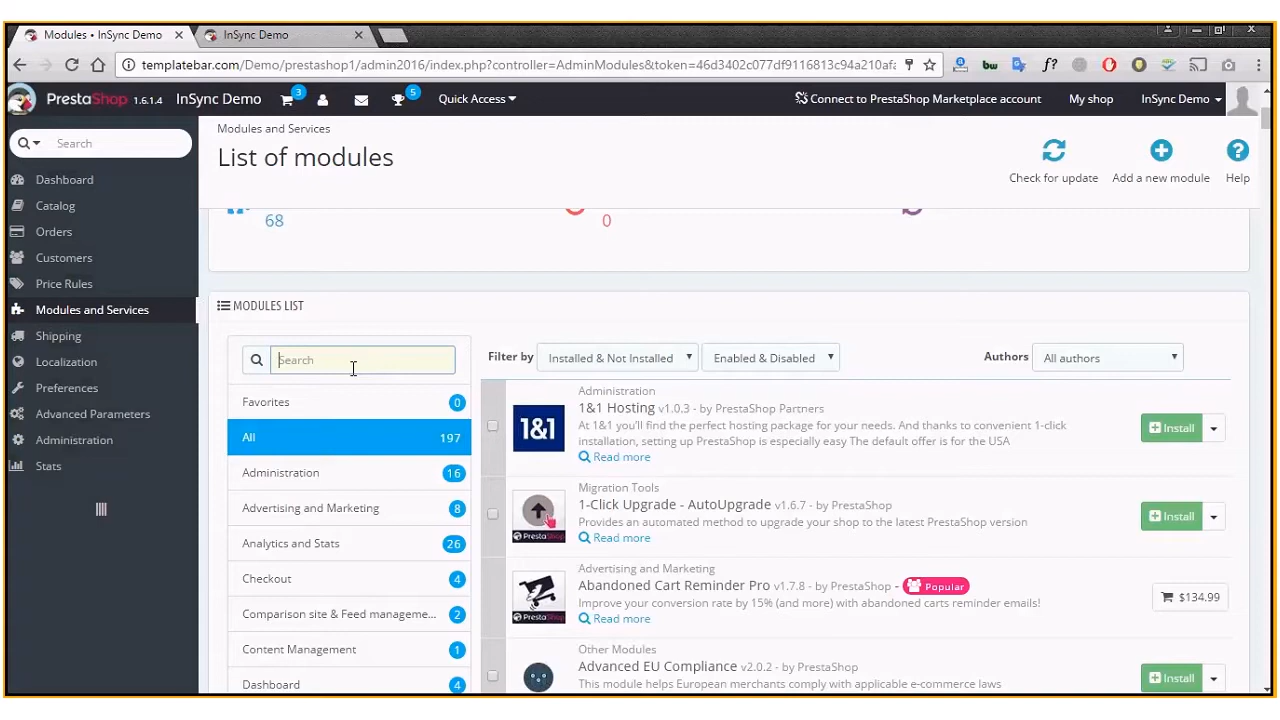 Modules • InSync Demo
InSync Demo
templatebar.com/Demo/prestashop1/admin2016/index.php?controller=AdminModules&token=46d3402c077df9116813c94a210afa
bw
f?
PrestaShop 1.6.1.4
InSync Demo
3
5
Quick Access
Connect to PrestaShop Marketplace account
My shop
InSync Demo
Search
Dashboard
Catalog
Orders
Customers
Price Rules
Modules and Services
Shipping
Localization
Preferences
Advanced Parameters
Administration
Stats
Modules and Services
List of modules
Check for update
Add a new module
Help
68
0
MODULES LIST
Search
Favorites 0
All 197
Administration 16
Advertising and Marketing 8
Analytics and Stats 26
Checkout 4
Comparison site & Feed manageme... 2
Content Management 1
Dashboard 4
Filter by Installed & Not Installed Enabled & Disabled Authors All authors
Administration
1&1
1&1 Hosting v1.0.3 - by PrestaShop Partners
At 1&1 you'll find the perfect hosting package for your needs. And thanks to convenient 1-click
installation, setting up PrestaShop is especially easy The default offer is for the USA
Read more
Install
Migration Tools
1-Click Upgrade - AutoUpgrade v1.6.7 - by PrestaShop
Provides an automated method to upgrade your shop to the latest PrestaShop version
Read more
PrestaShop
Install
Advertising and Marketing
Abandoned Cart Reminder Pro v1.7.8 - by PrestaShop - Popular
Improve your conversion rate by 15% (and more) with abandoned carts reminder emails!
Read more
PrestaShop
$134.99
Other Modules
Advanced EU Compliance v2.0.2 - by PrestaShop
This module helps European merchants comply with applicable e-commerce laws
Install